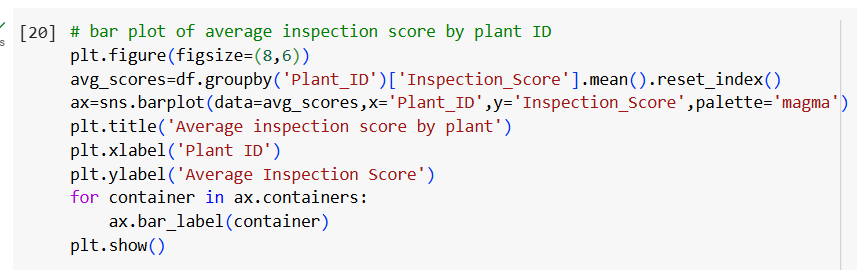 [20] # bar plot of average inspection score by plant ID
plt.figure(figsize=(8,6))
avg_scores=df.groupby('Plant_ID')['Inspection_Score'].mean().reset_index()
ax=sns.barplot(data=avg_scores,x='Plant_ID',y='Inspection_Score',palette='magma')
plt.title('Average inspection score by plant')
plt.xlabel('Plant ID')
plt.ylabel('Average Inspection Score')
for container in ax.containers:
    ax.bar_label(container)
plt.show()